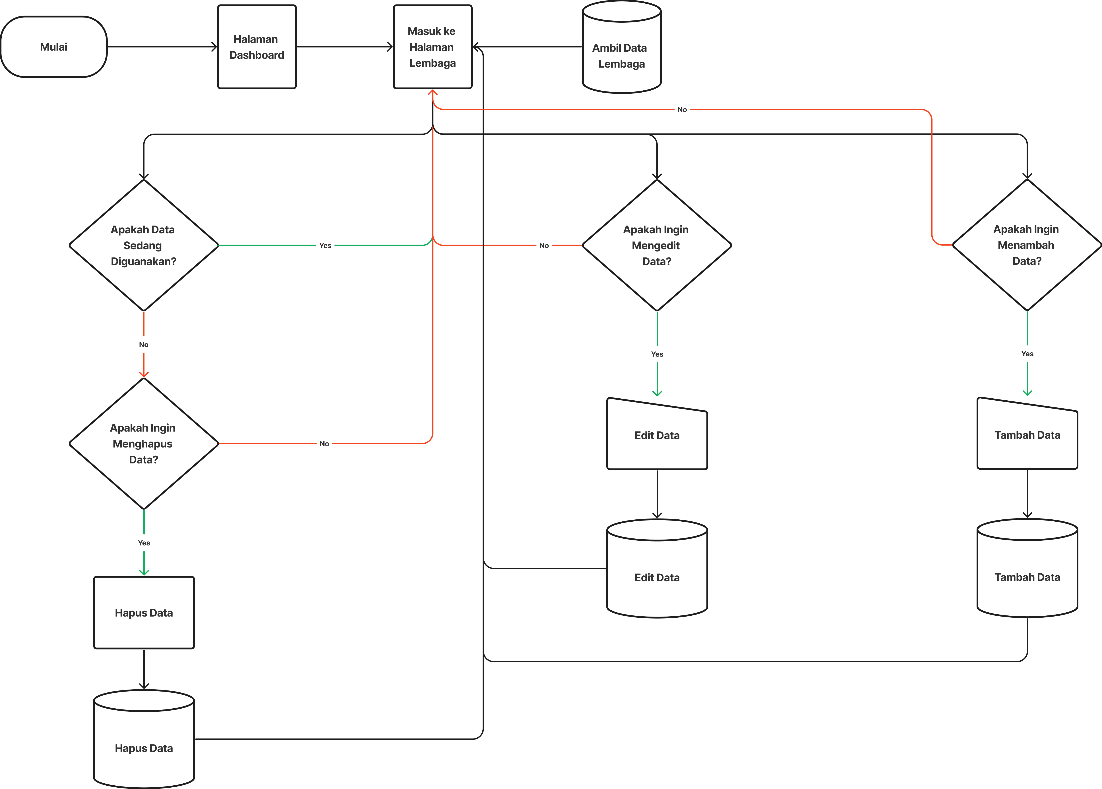 Mulai
Halaman
Dashboard
Masuk ke
Halaman
Lembaga
Ambil Data
Lembaga
No
Apakah Data
Sedang
Diguanakan?
Yes
No
Apakah Ingin
Mengedit
Data?
Apakah Ingin
Menambah
Data?
No
Yes
Yes
Apakah Ingin
Menghapus
Data?
No
Edit Data
Tambah Data
Yes
Edit Data
Tambah Data
Hapus Data
Hapus Data